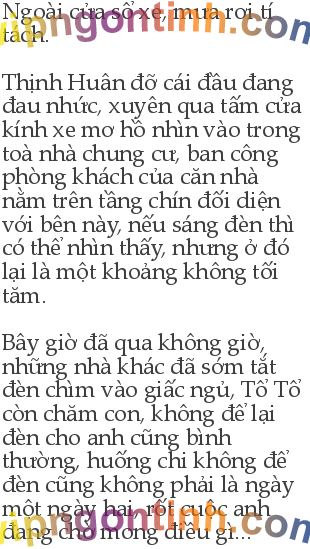 Ngoài cửa sổ xe, mưa rơi tí
tách.
Thịnh Huân đỡ cái đầu đang
đau nhức, xuyên qua tấm cửa
kính xe mơ hồ nhìn vào trong
toà nhà chung cư, ban công
phòng khách của căn nhà
nằm trên tầng chín đối diện
với bên này, nếu sáng đèn thì
có thể nhìn thấy, nhưng ở đó
lại là một khoảng không tối
tăm.
Bây giờ đã qua không giờ,
những nhà khác đã sớm tắt
đèn chìm vào giấc ngủ, Tổ Tổ
còn chăm con, không để lại
đèn cho anh cũng bình
thường, huống chi không để
đèn cũng không phải là ngày
một ngày hai, rốt cuộc anh
đang chờ mong điều gì...
vipngontinh.com
vipngontinh.com